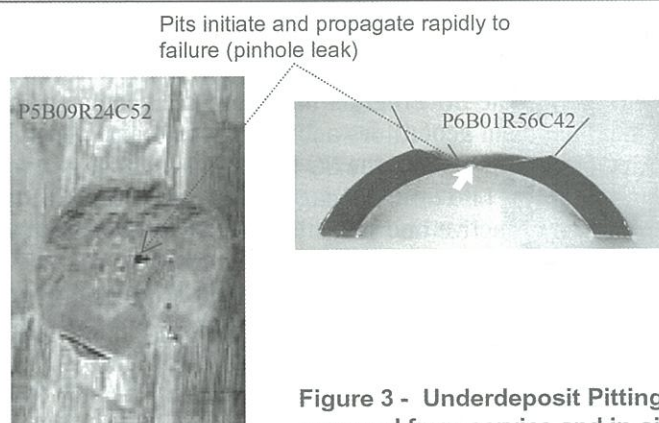 Pits initiate and propagate rapidly to
failure (pinhole leak)
P5B09R24C52
P6B01R56C42
Figure 3 - Underdeposit Pitting